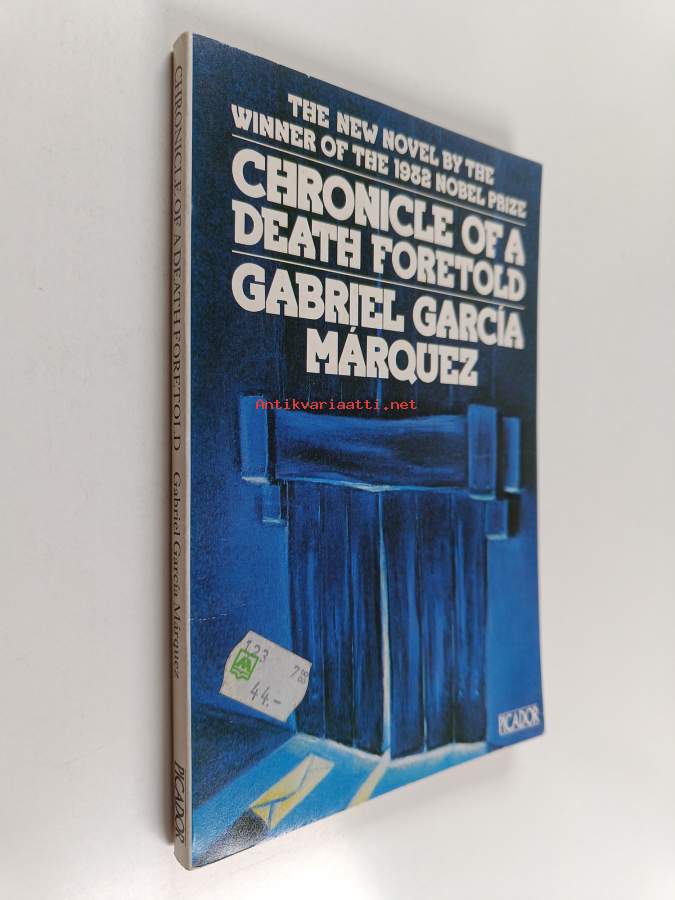 CHRONICLE OF A DEATH FORETOLD Gabriel García Márquez PICADOR
THE NEW NOVEL BY THE
WINNER OF THE 1982 NOBEL PRIZE
CHRONICLE OF A
DEATH FORETOLD
GABRIEL GARCÍA
MÁRQUEZ
Antikvariaatti.net
123
44.-
PICADOR